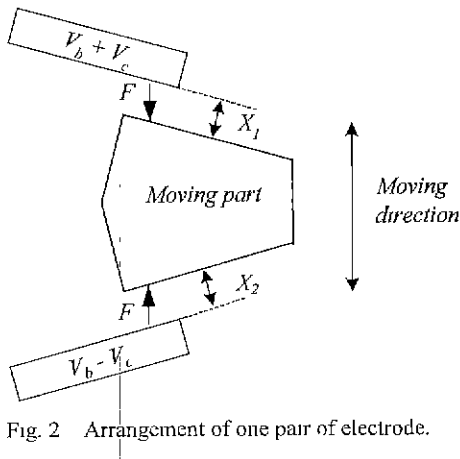 V_b + V_c
F
X_1
Moving part
Moving direction
X_2
F
V_b - V_c
Fig. 2 Arrangement of one pair of electrode.